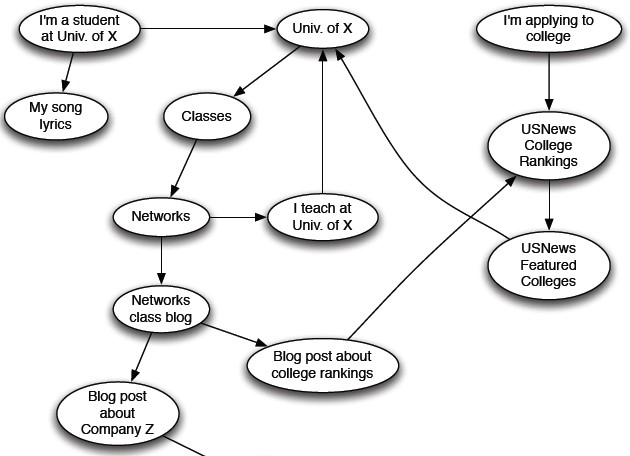 I'm a student
at Univ. of X
Univ. of X
I'm applying to
college
My song
lyrics
Classes
USNews
College
Rankings
Networks
I teach at
Univ. of X
USNews
Featured
Colleges
Networks
class blog
Blog post about
college rankings
Blog post
about
Company Z